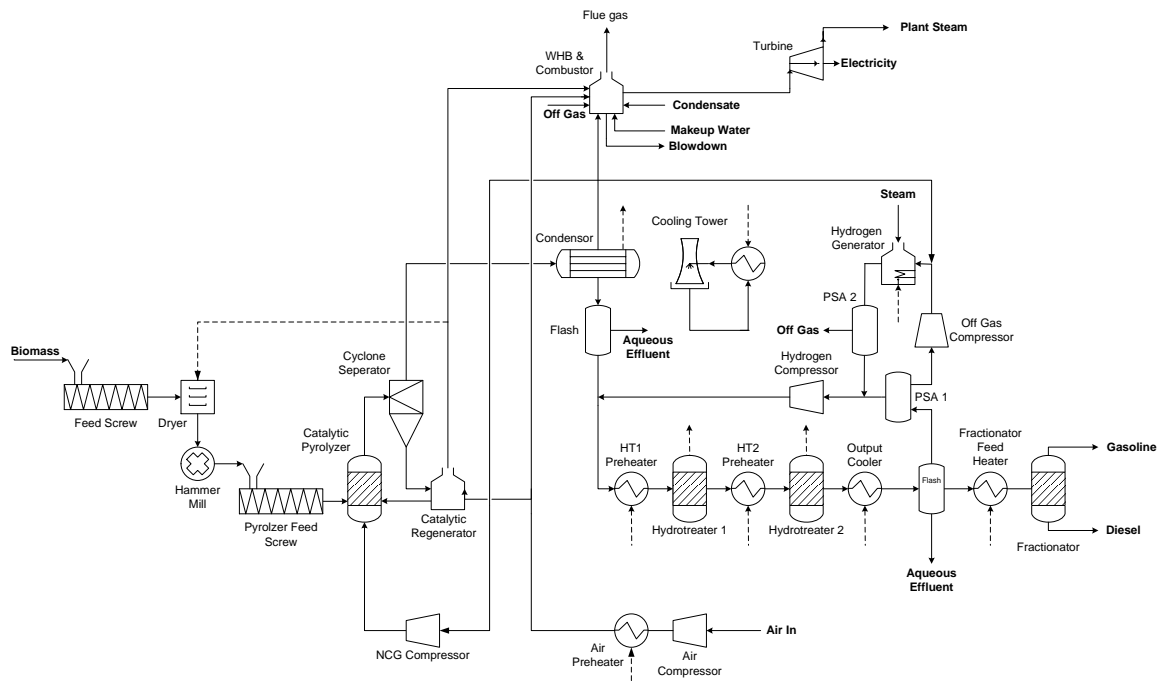 Flue gas
Plant Steam
Turbine
WHB &
Combustor
Electricity
Off Gas
Condensate
Makeup Water
Blowdown
Steam
Cooling Tower
Hydrogen
Generator
Condensor
PSA 2
Flash
Off Gas
Off Gas
Compressor
Aqueous
Effluent
Biomass
Cyclone
Seperator
Hydrogen
Compressor
PSA 1
Feed Screw
Dryer
Catalytic
Pyrolyzer
HT1
Preheater
HT2
Preheater
Output
Cooler
Fractionator
Feed
Heater
Gasoline
Flash
Hammer
Mill
Pyrolzer Feed
Screw
Catalytic
Regenerator
Hydrotreater 1
Hydrotreater 2
Diesel
Fractionator
Aqueous
Effluent
Air In
NCG Compressor
Air
Preheater
Air
Compressor